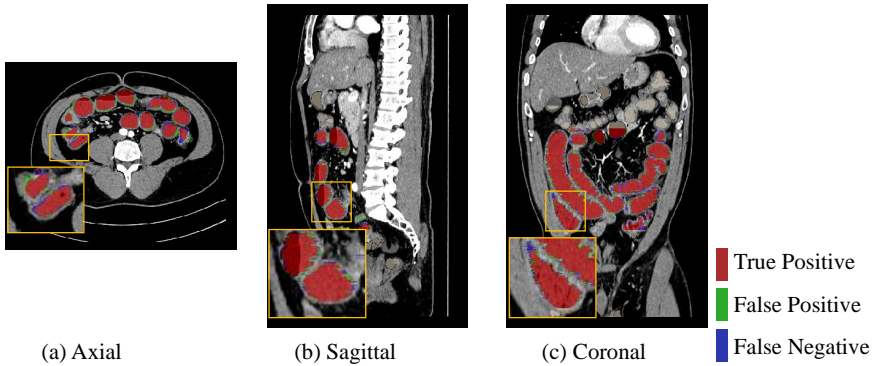 True Positive
False Positive
False Negative
(a) Axial
(b) Sagittal
(c) Coronal